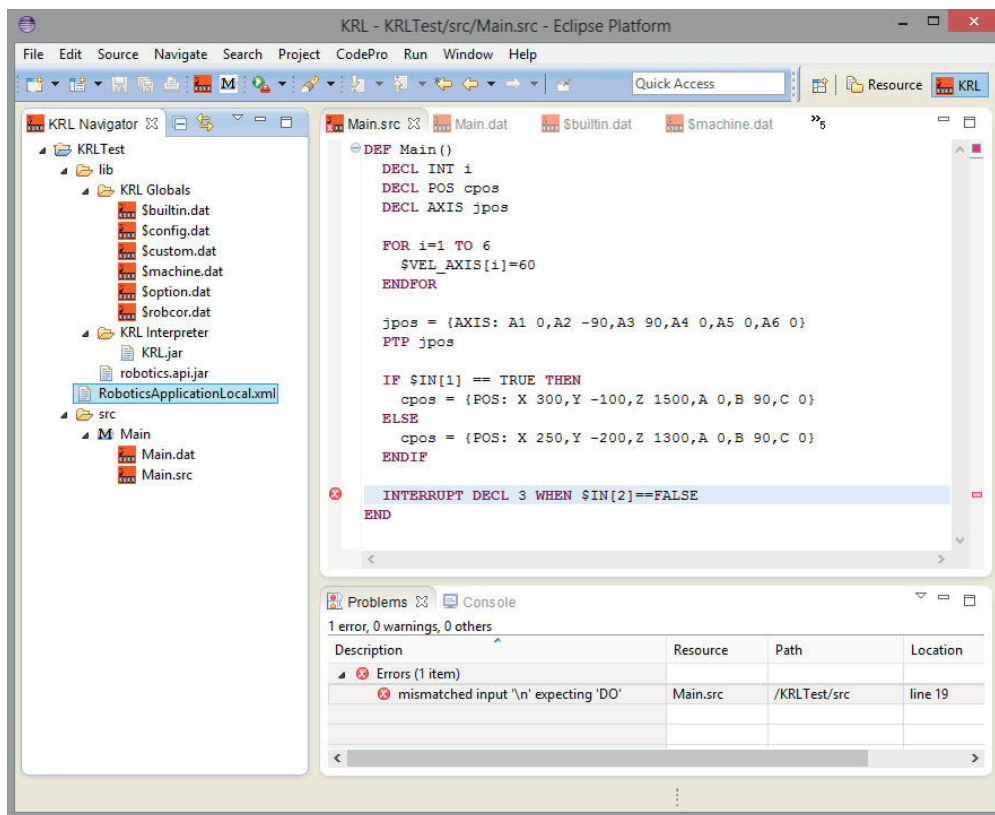 KRL - KRLTest/src/Main.src - Eclipse Platform
File Edit Source Navigate Search Project CodePro Run Window Help
M Quick Access Resource KRL
KRL Navigator
KRLTest
lib
KRL Globals
$builtin.dat
$config.dat
$custom.dat
$machine.dat
$option.dat
$robcor.dat
KRL Interpreter
KRL.jar
robotics.api.jar
RoboticsApplicationLocal.xml
src
M Main
Main.dat
Main.src
Main.src Main.dat $builtin.dat $machine.dat »5
DEF Main()
DECL INT i
DECL POS cpos
DECL AXIS jpos
FOR i=1 TO 6
$VEL_AXIS[i]=60
ENDFOR
jpos = {AXIS: A1 0,A2 -90,A3 90,A4 0,A5 0,A6 0}
PTP jpos
IF $IN[1] == TRUE THEN
cpos = {POS: X 300,Y -100,Z 1500,A 0,B 90,C 0}
ELSE
cpos = {POS: X 250,Y -200,Z 1300,A 0,B 90,C 0}
ENDIF
INTERRUPT DECL 3 WHEN $IN[2]==FALSE
END
Problems Console
1 error, 0 warnings, 0 others
Description Resource Path Location
Errors (1 item)
mismatched input '\n' expecting 'DO' Main.src /KRLTest/src line 19